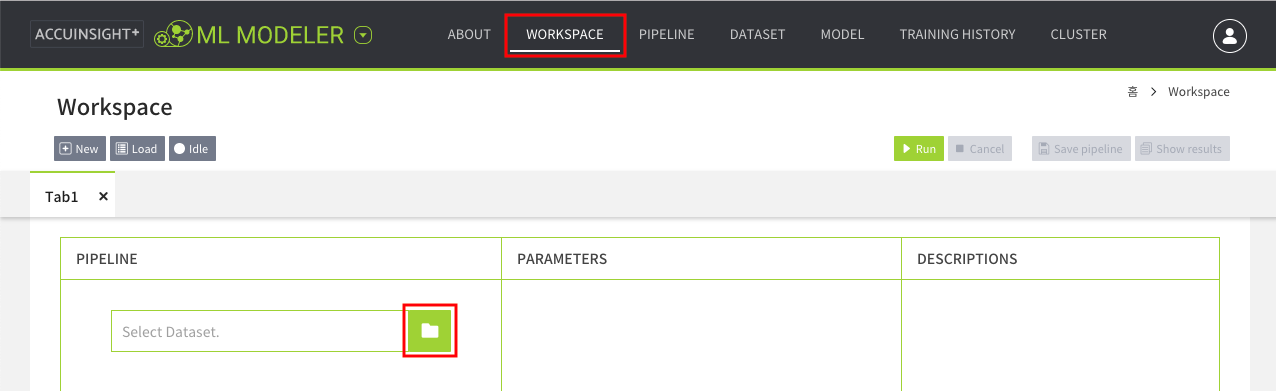 ACCUINSIGHT+ ML MODELER ABOUT WORKSPACE PIPELINE DATASET MODEL TRAINING HISTORY CLUSTER
홈 > Workspace
Workspace
New Load Idle Run Cancel Save pipeline Show results
Tab1 ×
PIPELINE PARAMETERS DESCRIPTIONS
Select Dataset.